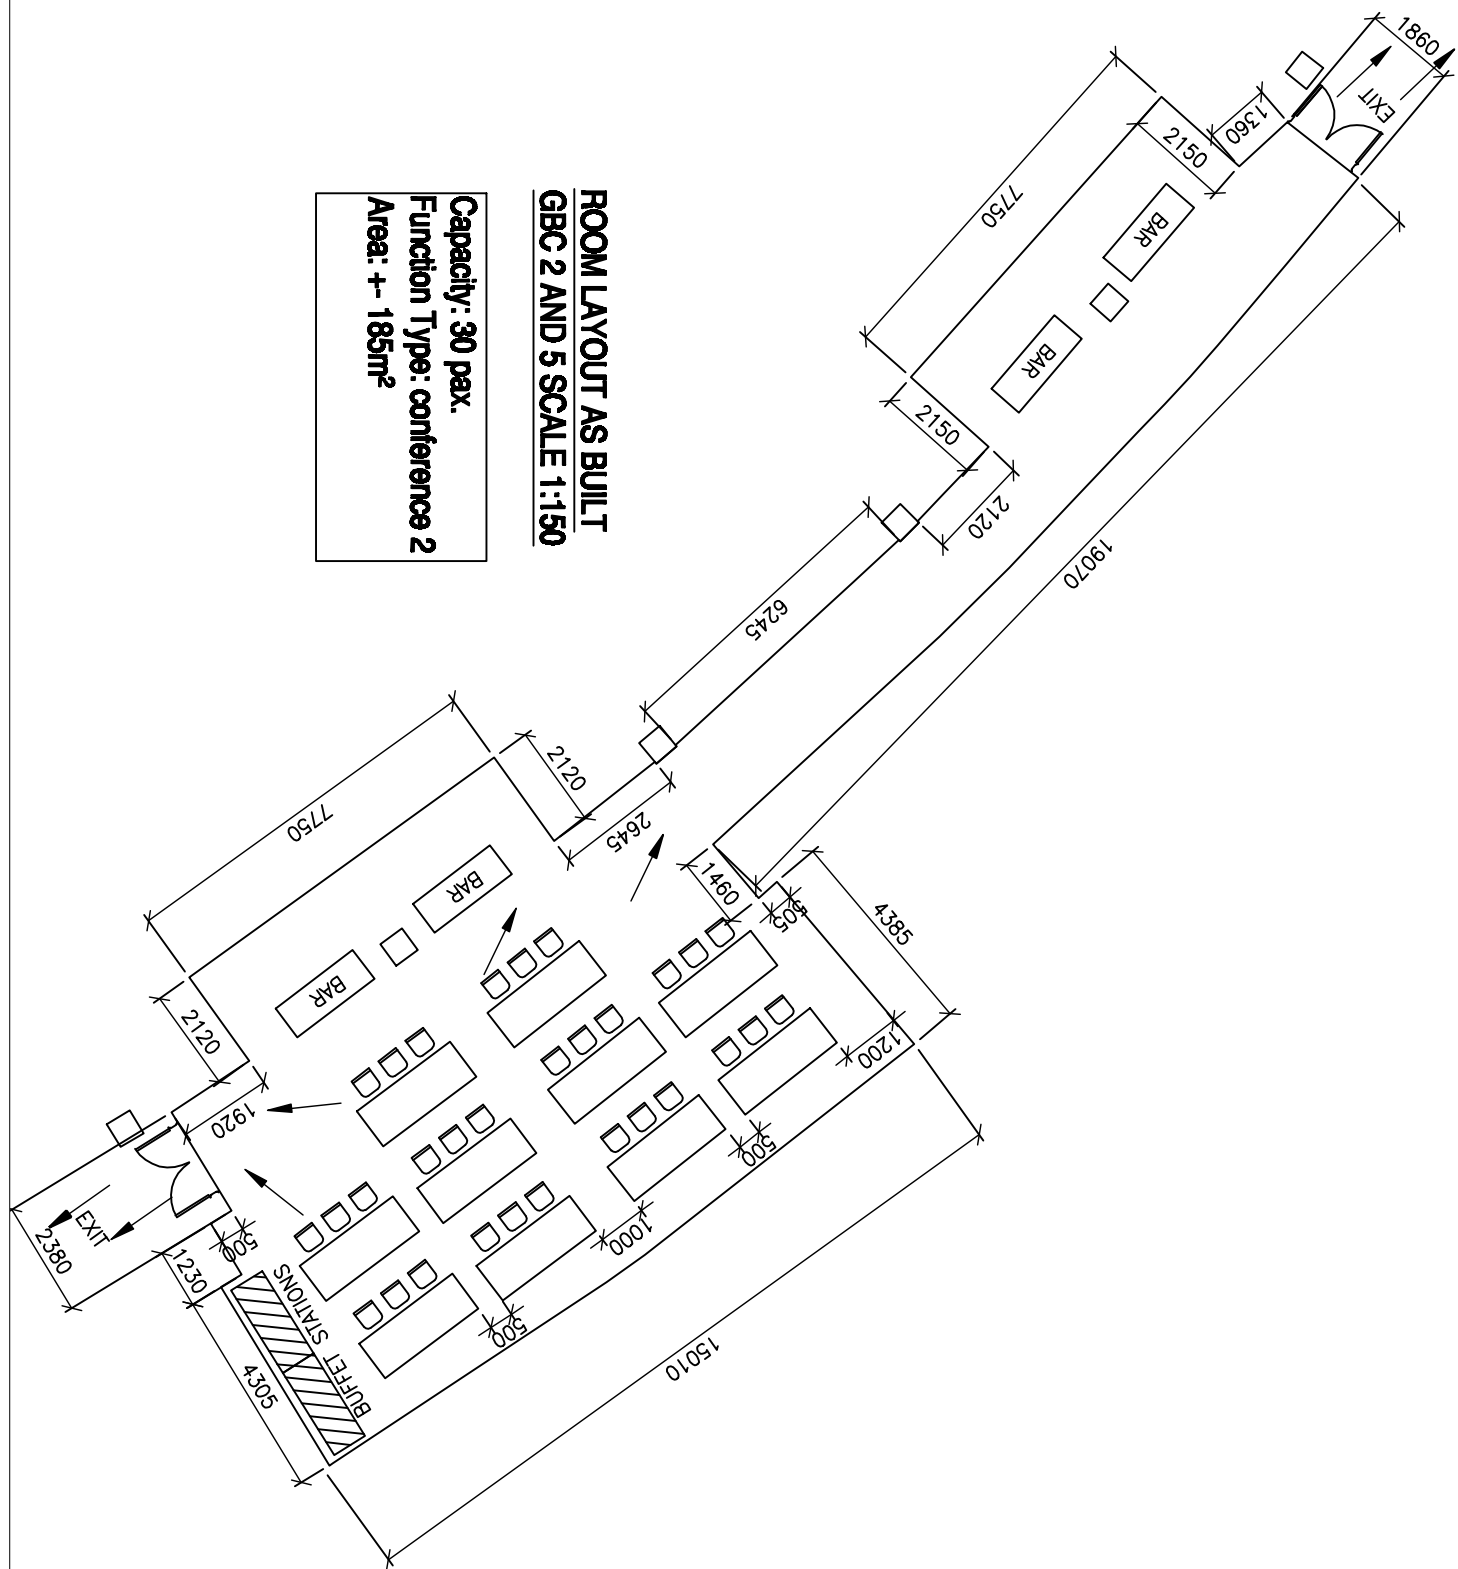 ROOM LAYOUT AS BUILT
GBC 2 AND 5 SCALE 1:150
Capacity: 30 pax.
Function Type: conference 2
Area: +- 185m²
1860
EXIT
1360
2150
7750
BAR
BAR
2150
2120
19070
6245
2120
2645
7750
1460
505
4385
BAR
BAR
2120
1200
1920
500
1000
500
EXIT
2380
500
1230
BUFFET STATIONS
4305
15010